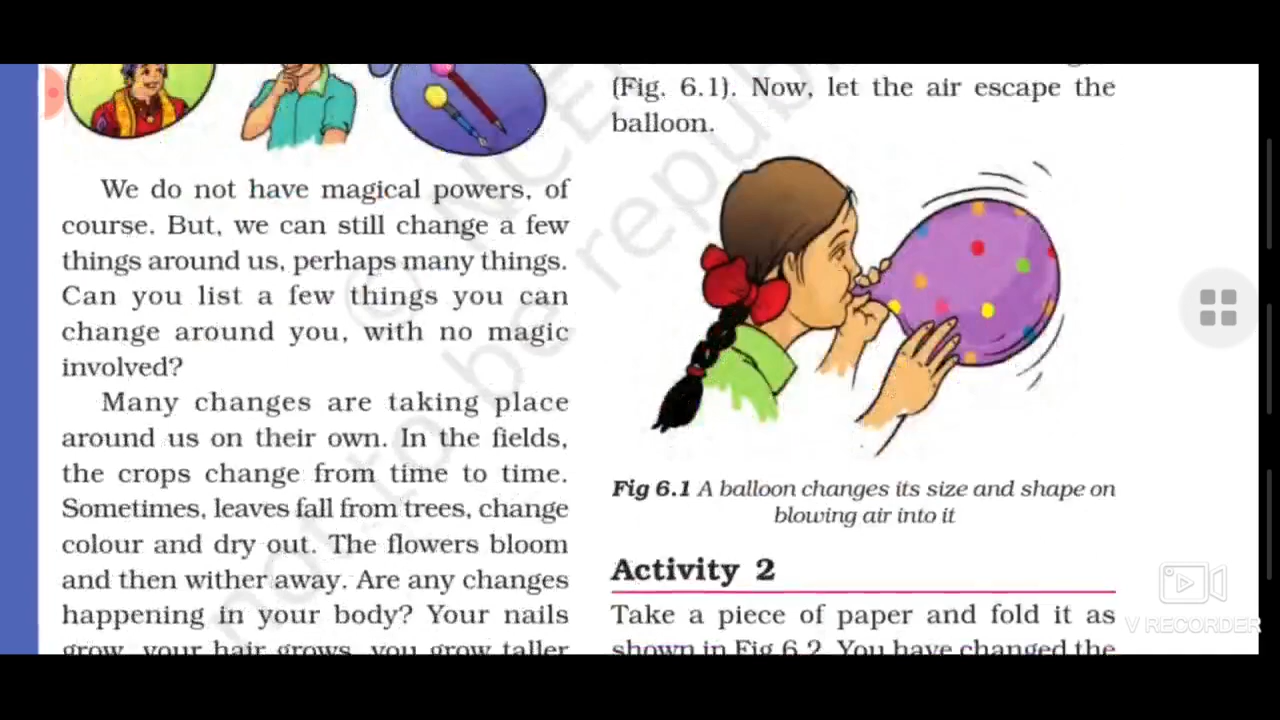 We do not have magical powers, of
course. But, we can still change a few
things around us, perhaps many things.
Can you list a few things you can
change around you, with no magic
involved?
Many changes are taking place
around us on their own. In the fields,
the crops change from time to time.
Sometimes, leaves fall from trees, change
colour and dry out. The flowers bloom
and then wither away. Are any changes
happening in your body? Your nails
grow, your hair grows, you grow taller
(Fig. 6.1). Now, let the air escape the
balloon.
Fig 6.1 A balloon changes its size and shape on
blowing air into it
Activity 2
Take a piece of paper and fold it as
shown in Fig 6.2. You have changed the
not to be republ
V RECORDER